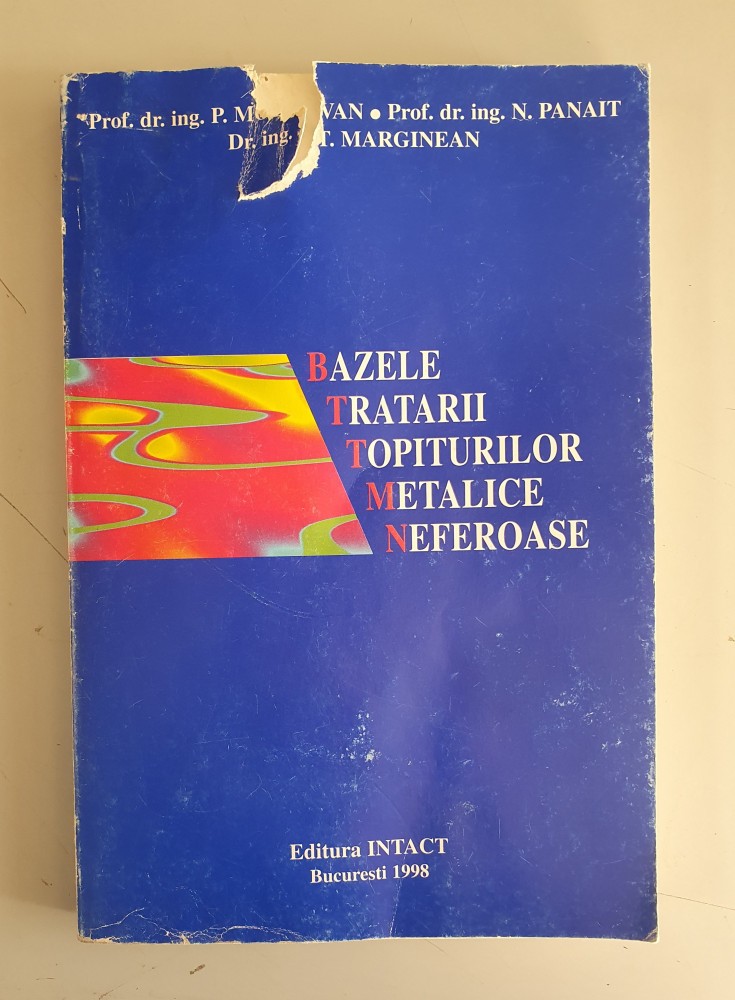 Prof. dr. ing. P. VAN • Prof. dr. ing. N. PANAIT
Dr. ing. T. MARGINEAN
BAZELE
TRATARII
TOPITURILOR
METALICE
NEFEROASE
Editura INTACT
Bucuresti 1998